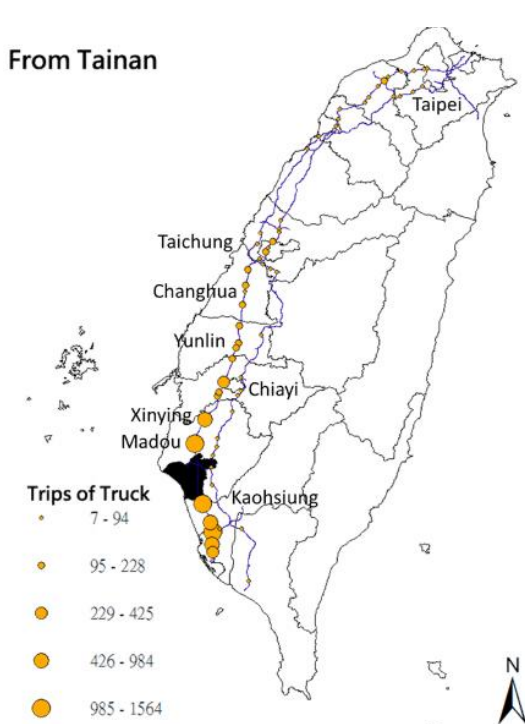 From Tainan
Taipei
Taichung
Changhua
Yunlin
Chiayi
Xinying
Madou
Kaohsiung
Trips of Truck
7 - 94
95 - 228
229 - 425
426 - 984
985 - 1564
N